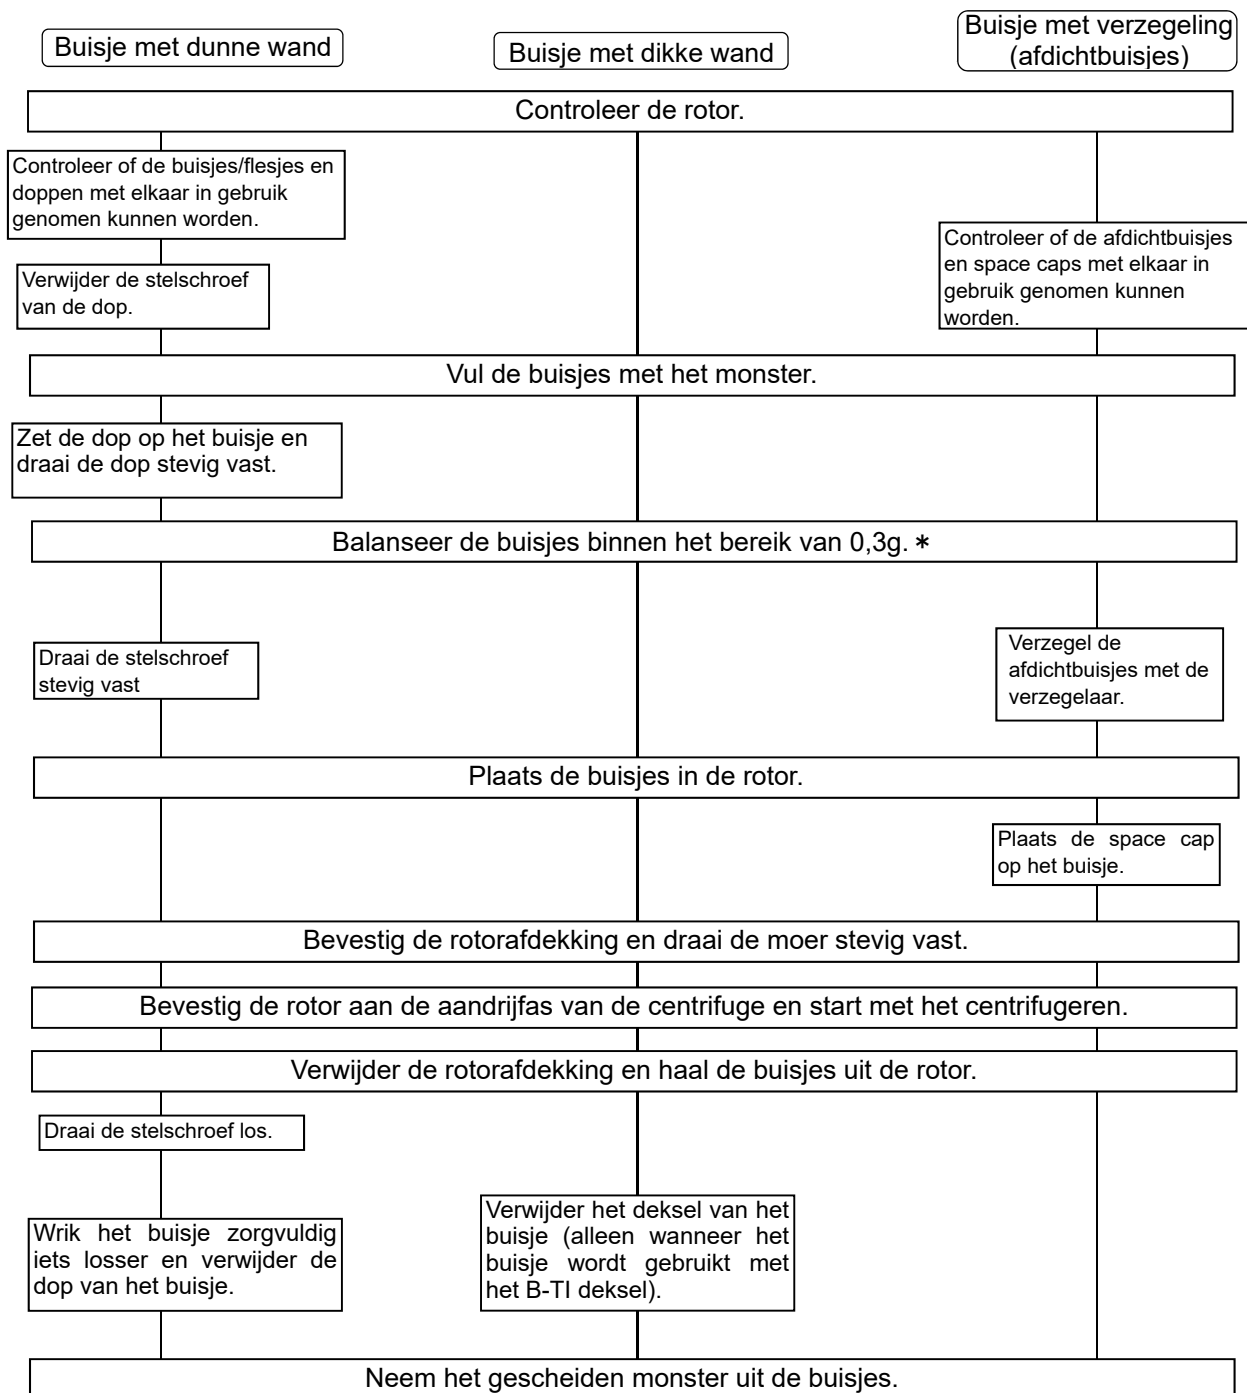 Buisje met dunne wand
Buisje met dikke wand
Buisje met verzegeling
(afdichtbuisjes)
Controleer de rotor.
Controleer of de buisjes/flesjes en
doppen met elkaar in gebruik
genomen kunnen worden.
Controleer of de afdichtbuisjes
en space caps met elkaar in
gebruik genomen kunnen
worden.
Verwijder de stelschroef
van de dop.
Vul de buisjes met het monster.
Zet de dop op het buisje en
draai de dop stevig vast.
Balanseer de buisjes binnen het bereik van 0,3g. *
Draai de stelschroef
stevig vast
Verzegel de
afdichtbuisjes met de
verzegelaar.
Plaats de buisjes in de rotor.
Plaats de space cap
op het buisje.
Bevestig de rotorafdekking en draai de moer stevig vast.
Bevestig de rotor aan de aandrijfas van de centrifuge en start met het centrifugeren.
Verwijder de rotorafdekking en haal de buisjes uit de rotor.
Draai de stelschroef los.
Wrik het buisje zorgvuldig
iets losser en verwijder de
dop van het buisje.
Verwijder het deksel van het
buisje (alleen wanneer het
buisje wordt gebruikt met
het B-TI deksel).
Neem het gescheiden monster uit de buisjes.